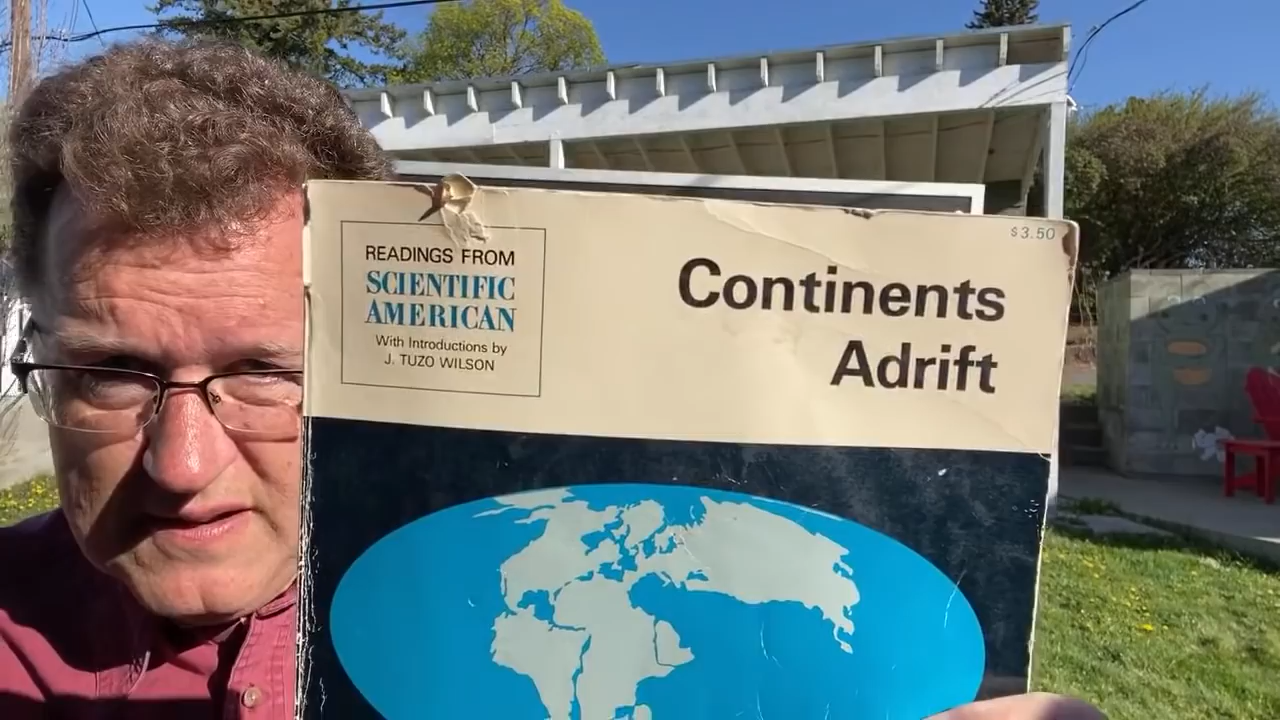 $3.50
READINGS FROM
SCIENTIFIC
AMERICAN
With Introductions by
J. TUZO WILSON
Continents
Adrift